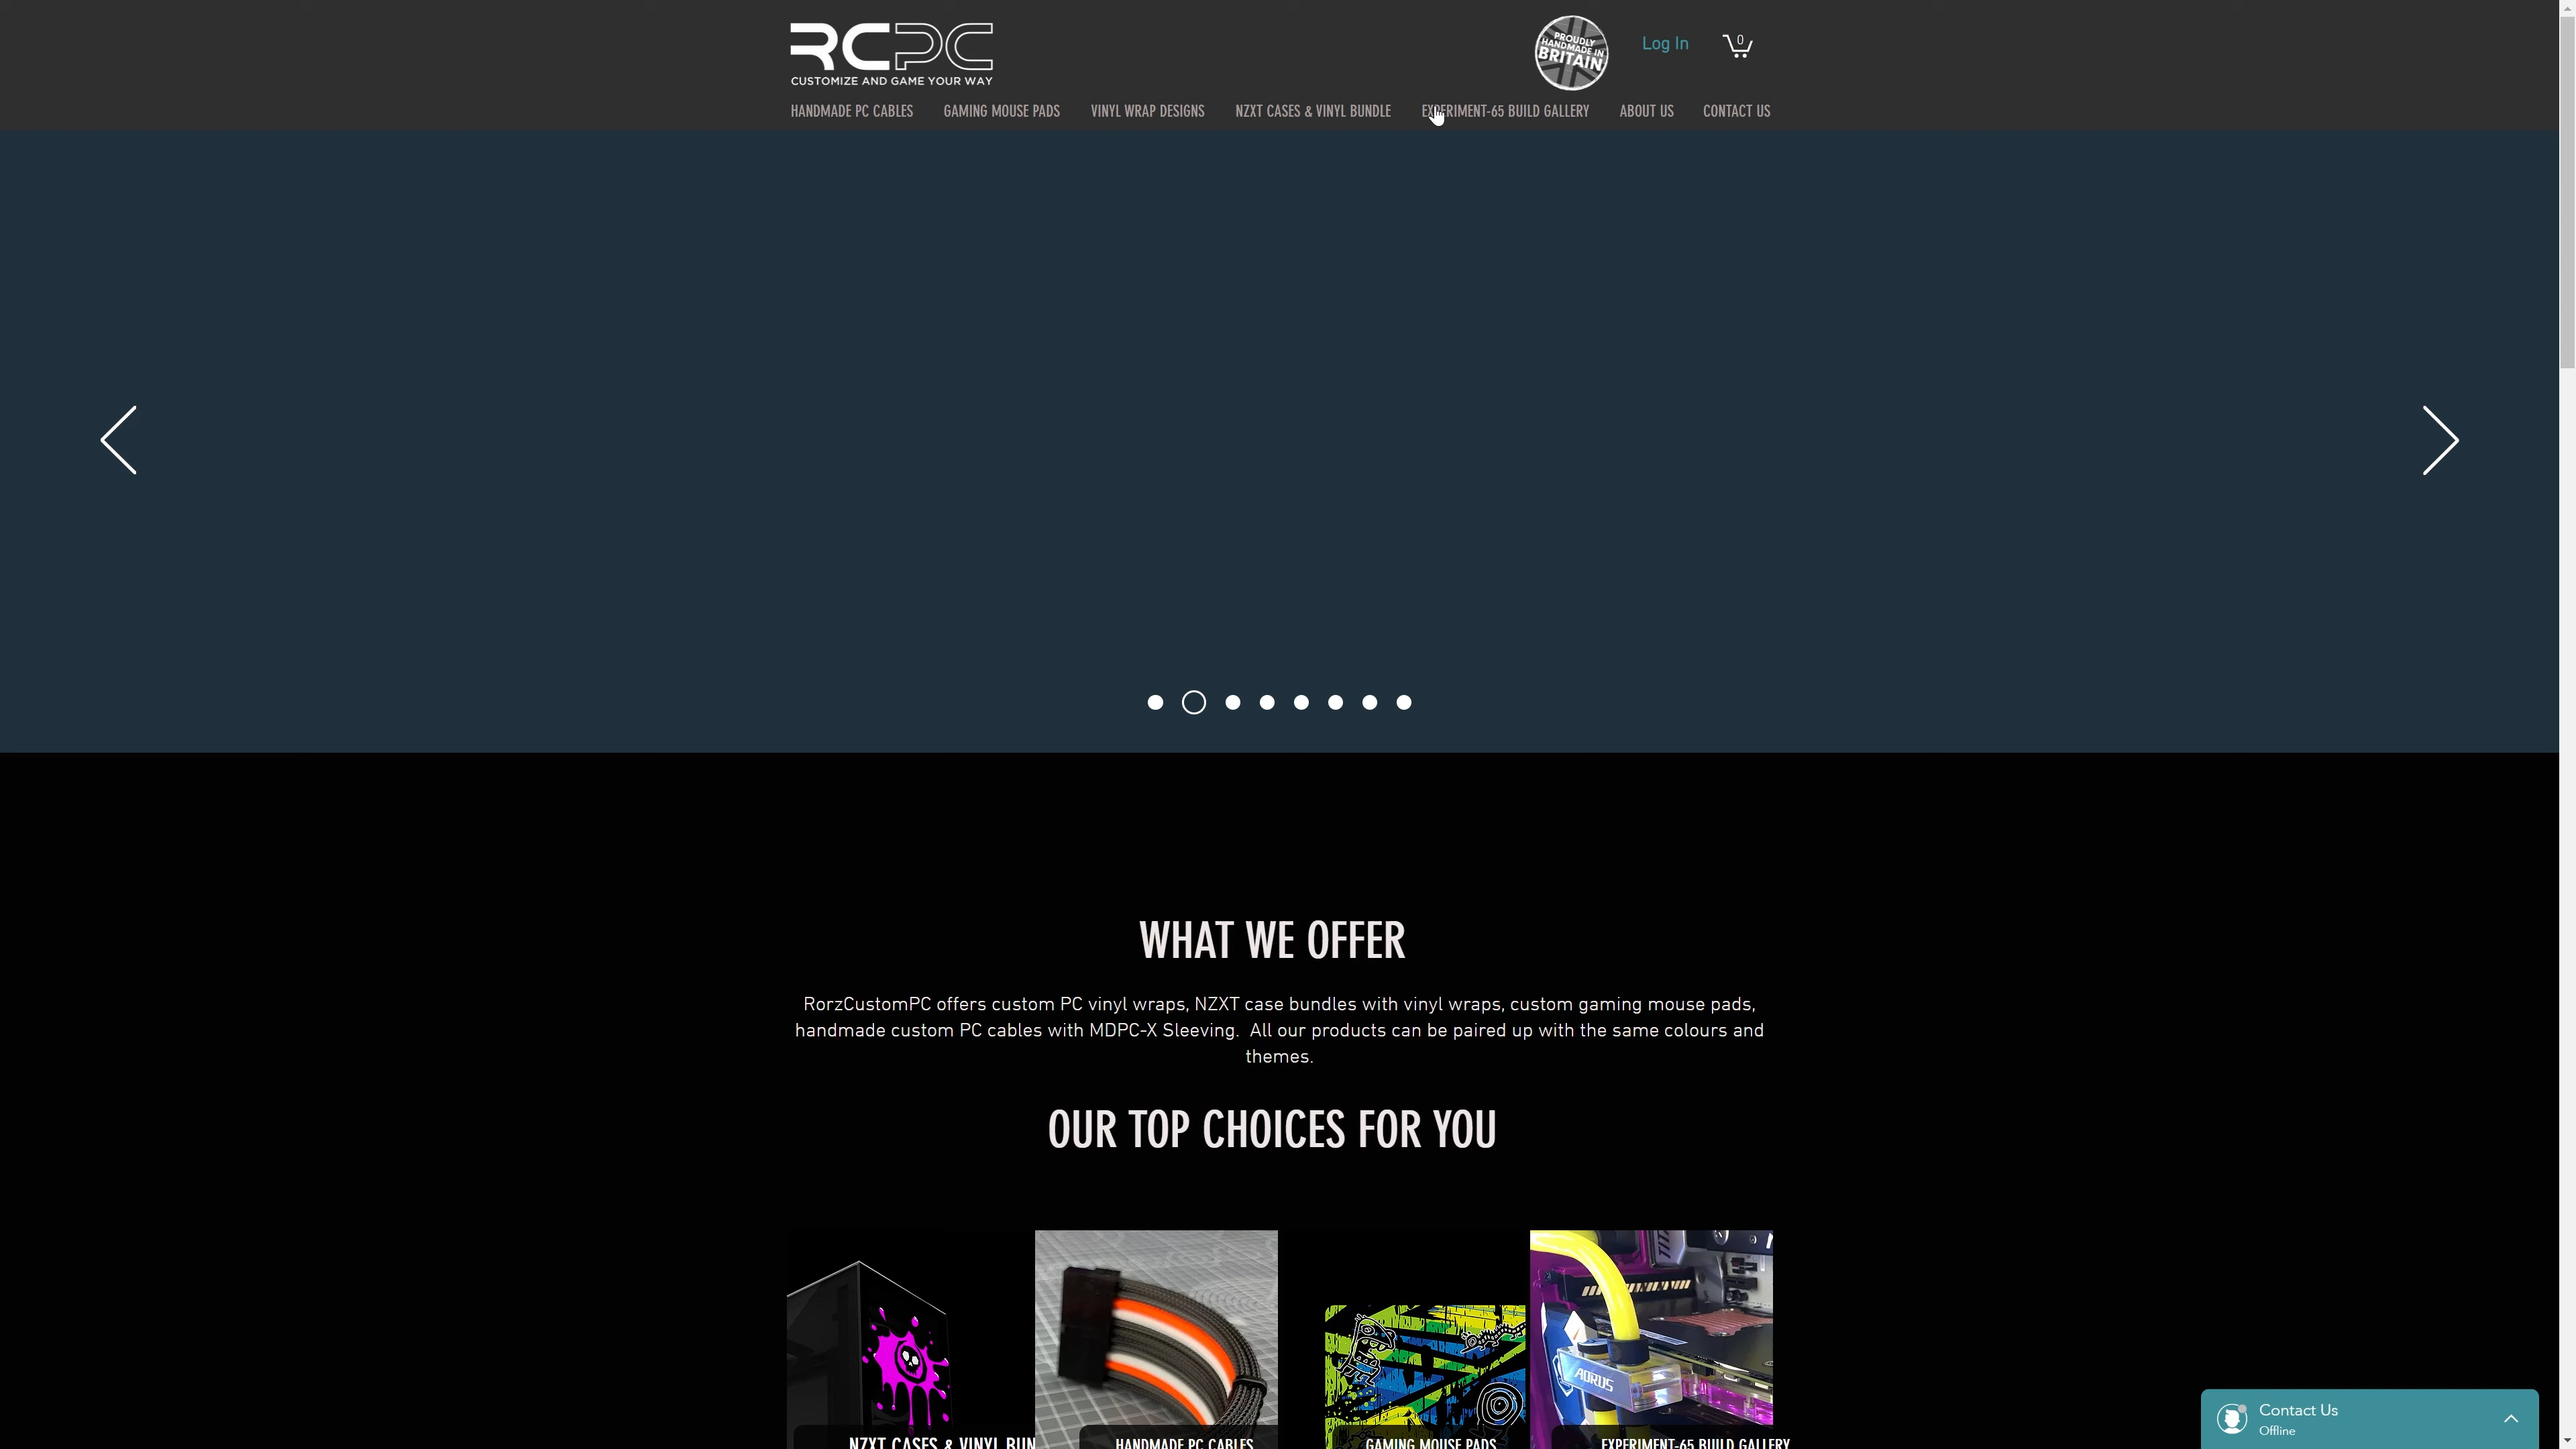 RCPC
CUSTOMIZE AND GAME YOUR WAY
PROUDLY
HANDMADE IN
BRITAIN
Log In
0
HANDMADE PC CABLES
GAMING MOUSE PADS
VINYL WRAP DESIGNS
NZXT CASES & VINYL BUNDLE
EXPERIMENT-65 BUILD GALLERY
ABOUT US
CONTACT US
WHAT WE OFFER
RorzCustomPC offers custom PC vinyl wraps, NZXT case bundles with vinyl wraps, custom gaming mouse pads,
handmade custom PC cables with MDPC-X Sleeving.  All our products can be paired up with the same colours and
themes.
OUR TOP CHOICES FOR YOU
AORUS
NZXT CASES & VINYL BUN
HANDMADE PC CABLES
GAMING MOUSE PADS
EXPERIMENT-65 BUILD GALLERY
Contact Us
Offline